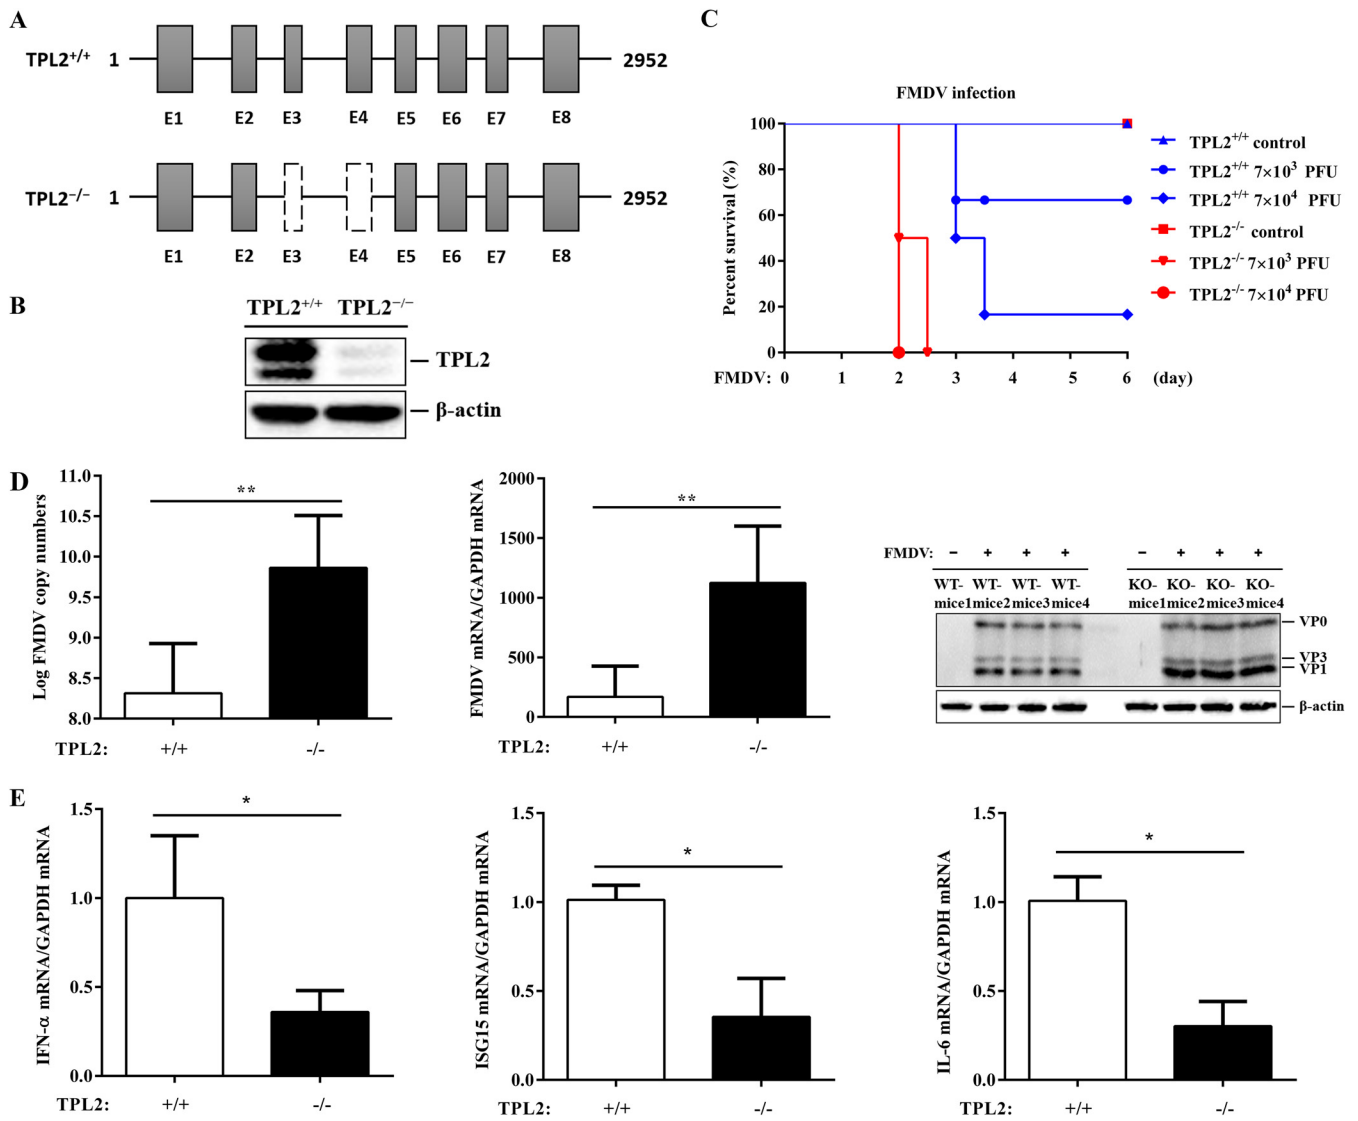 A
TPL2+/+ 1 2952
E1 E2 E3 E4 E5 E6 E7 E8
TPL2−/− 1 2952
E1 E2 E3 E4 E5 E6 E7 E8
B
TPL2+/+ TPL2−/−
TPL2
β-actin
C
FMDV infection
Percent survival (%)
100
80
60
40
20
0
FMDV: 0 1 2 3 4 5 6 (day)
TPL2+/+ control
TPL2+/+ 7×10³ PFU
TPL2+/+ 7×10⁴ PFU
TPL2-/- control
TPL2-/- 7×10³ PFU
TPL2-/- 7×10⁴ PFU
D
Log FMDV copy numbers
11.0
10.5
10.0
9.5
9.0
8.5
8.0
**
TPL2: +/+ -/-
FMDV mRNA/GAPDH mRNA
2000
1500
1000
500
0
**
TPL2: +/+ -/-
FMDV: − + + + − + + +
WT- WT- WT- WT- KO- KO- KO- KO-
mice1 mice2 mice3 mice4 mice1 mice2 mice3 mice4
VP0
VP3
VP1
β-actin
E
IFN-α mRNA/GAPDH mRNA
1.5
1.0
0.5
0.0
*
TPL2: +/+ -/-
ISG15 mRNA/GAPDH mRNA
1.5
1.0
0.5
0.0
*
TPL2: +/+ -/-
IL-6 mRNA/GAPDH mRNA
1.5
1.0
0.5
0.0
*
TPL2: +/+ -/-